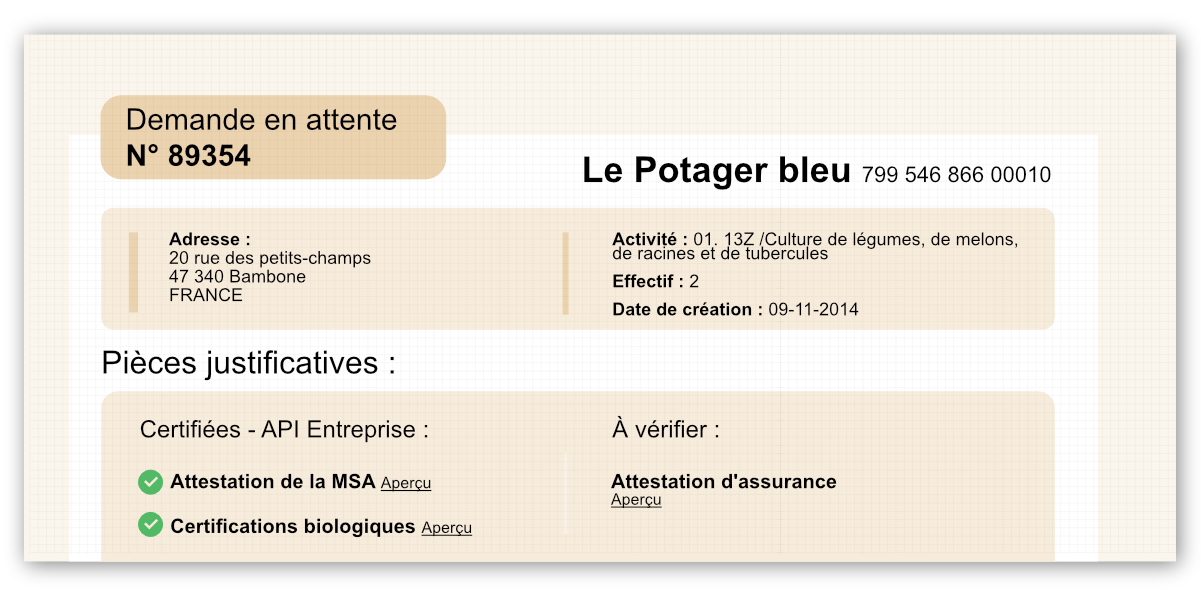 Demande en attente
N° 89354
Le Potager bleu 799 546 866 00010
Adresse :
20 rue des petits-champs
47 340 Bambone
FRANCE
Activité : 01. 13Z /Culture de légumes, de melons,
de racines et de tubercules
Effectif : 2
Date de création : 09-11-2014
Pièces justificatives :
Certifiées - API Entreprise :
Attestation de la MSA Aperçu
Certifications biologiques Aperçu
À vérifier :
Attestation d'assurance
Aperçu